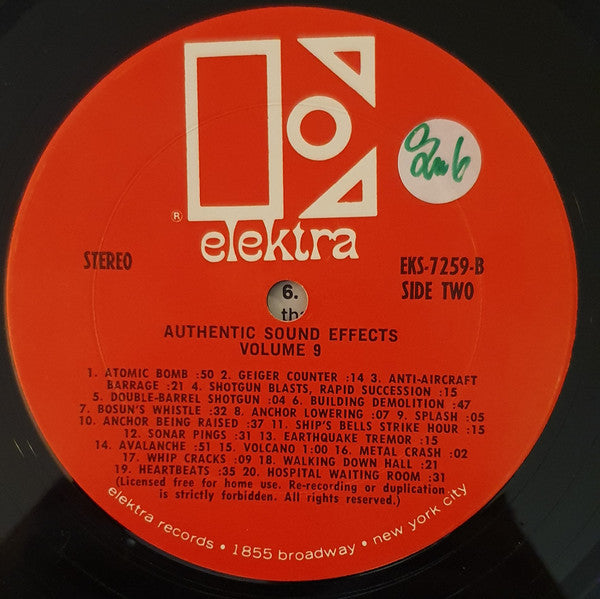 ®
elektra
STEREO
EKS-7259-B
SIDE TWO
6.
th
AUTHENTIC SOUND EFFECTS
VOLUME 9
1. ATOMIC BOMB :50 2. GEIGER COUNTER :14 3. ANTI-AIRCRAFT
BARRAGE :21 4. SHOTGUN BLASTS, RAPID SUCCESSION :15
5. DOUBLE-BARREL SHOTGUN :04 6. BUILDING DEMOLITION :47
7. BOSUN'S WHISTLE :32 8. ANCHOR LOWERING :07 9. SPLASH :05
10. ANCHOR BEING RAISED :37 11. SHIP'S BELLS STRIKE HOUR :15
12. SONAR PINGS :31 13. EARTHQUAKE TREMOR :15
14. AVALANCHE :51 15. VOLCANO 1:00 16. METAL CRASH :02
17. WHIP CRACKS :09 18. WALKING DOWN HALL :21
19. HEARTBEATS :35 20. HOSPITAL WAITING ROOM :31
(Licensed free for home use. Re-recording or duplication
is strictly forbidden. All rights reserved.)
elektra records • 1855 broadway • new york city